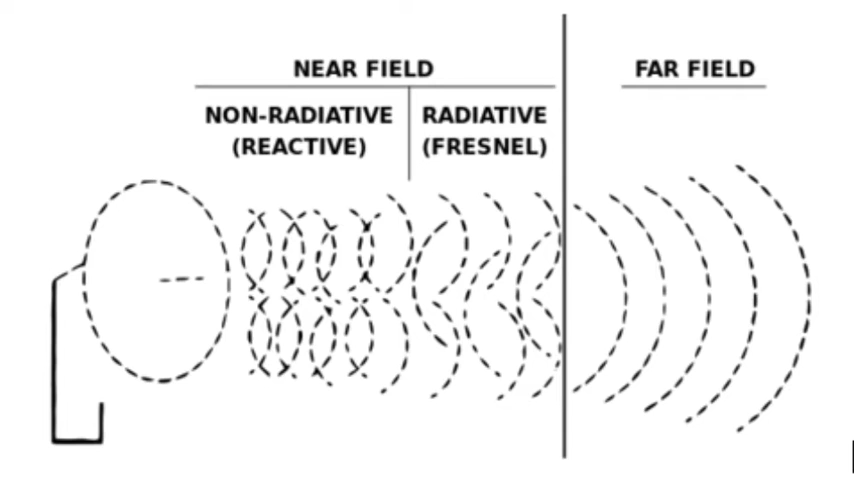 NEAR FIELD
FAR FIELD
NON-RADIATIVE
(REACTIVE)
RADIATIVE
(FRESNEL)